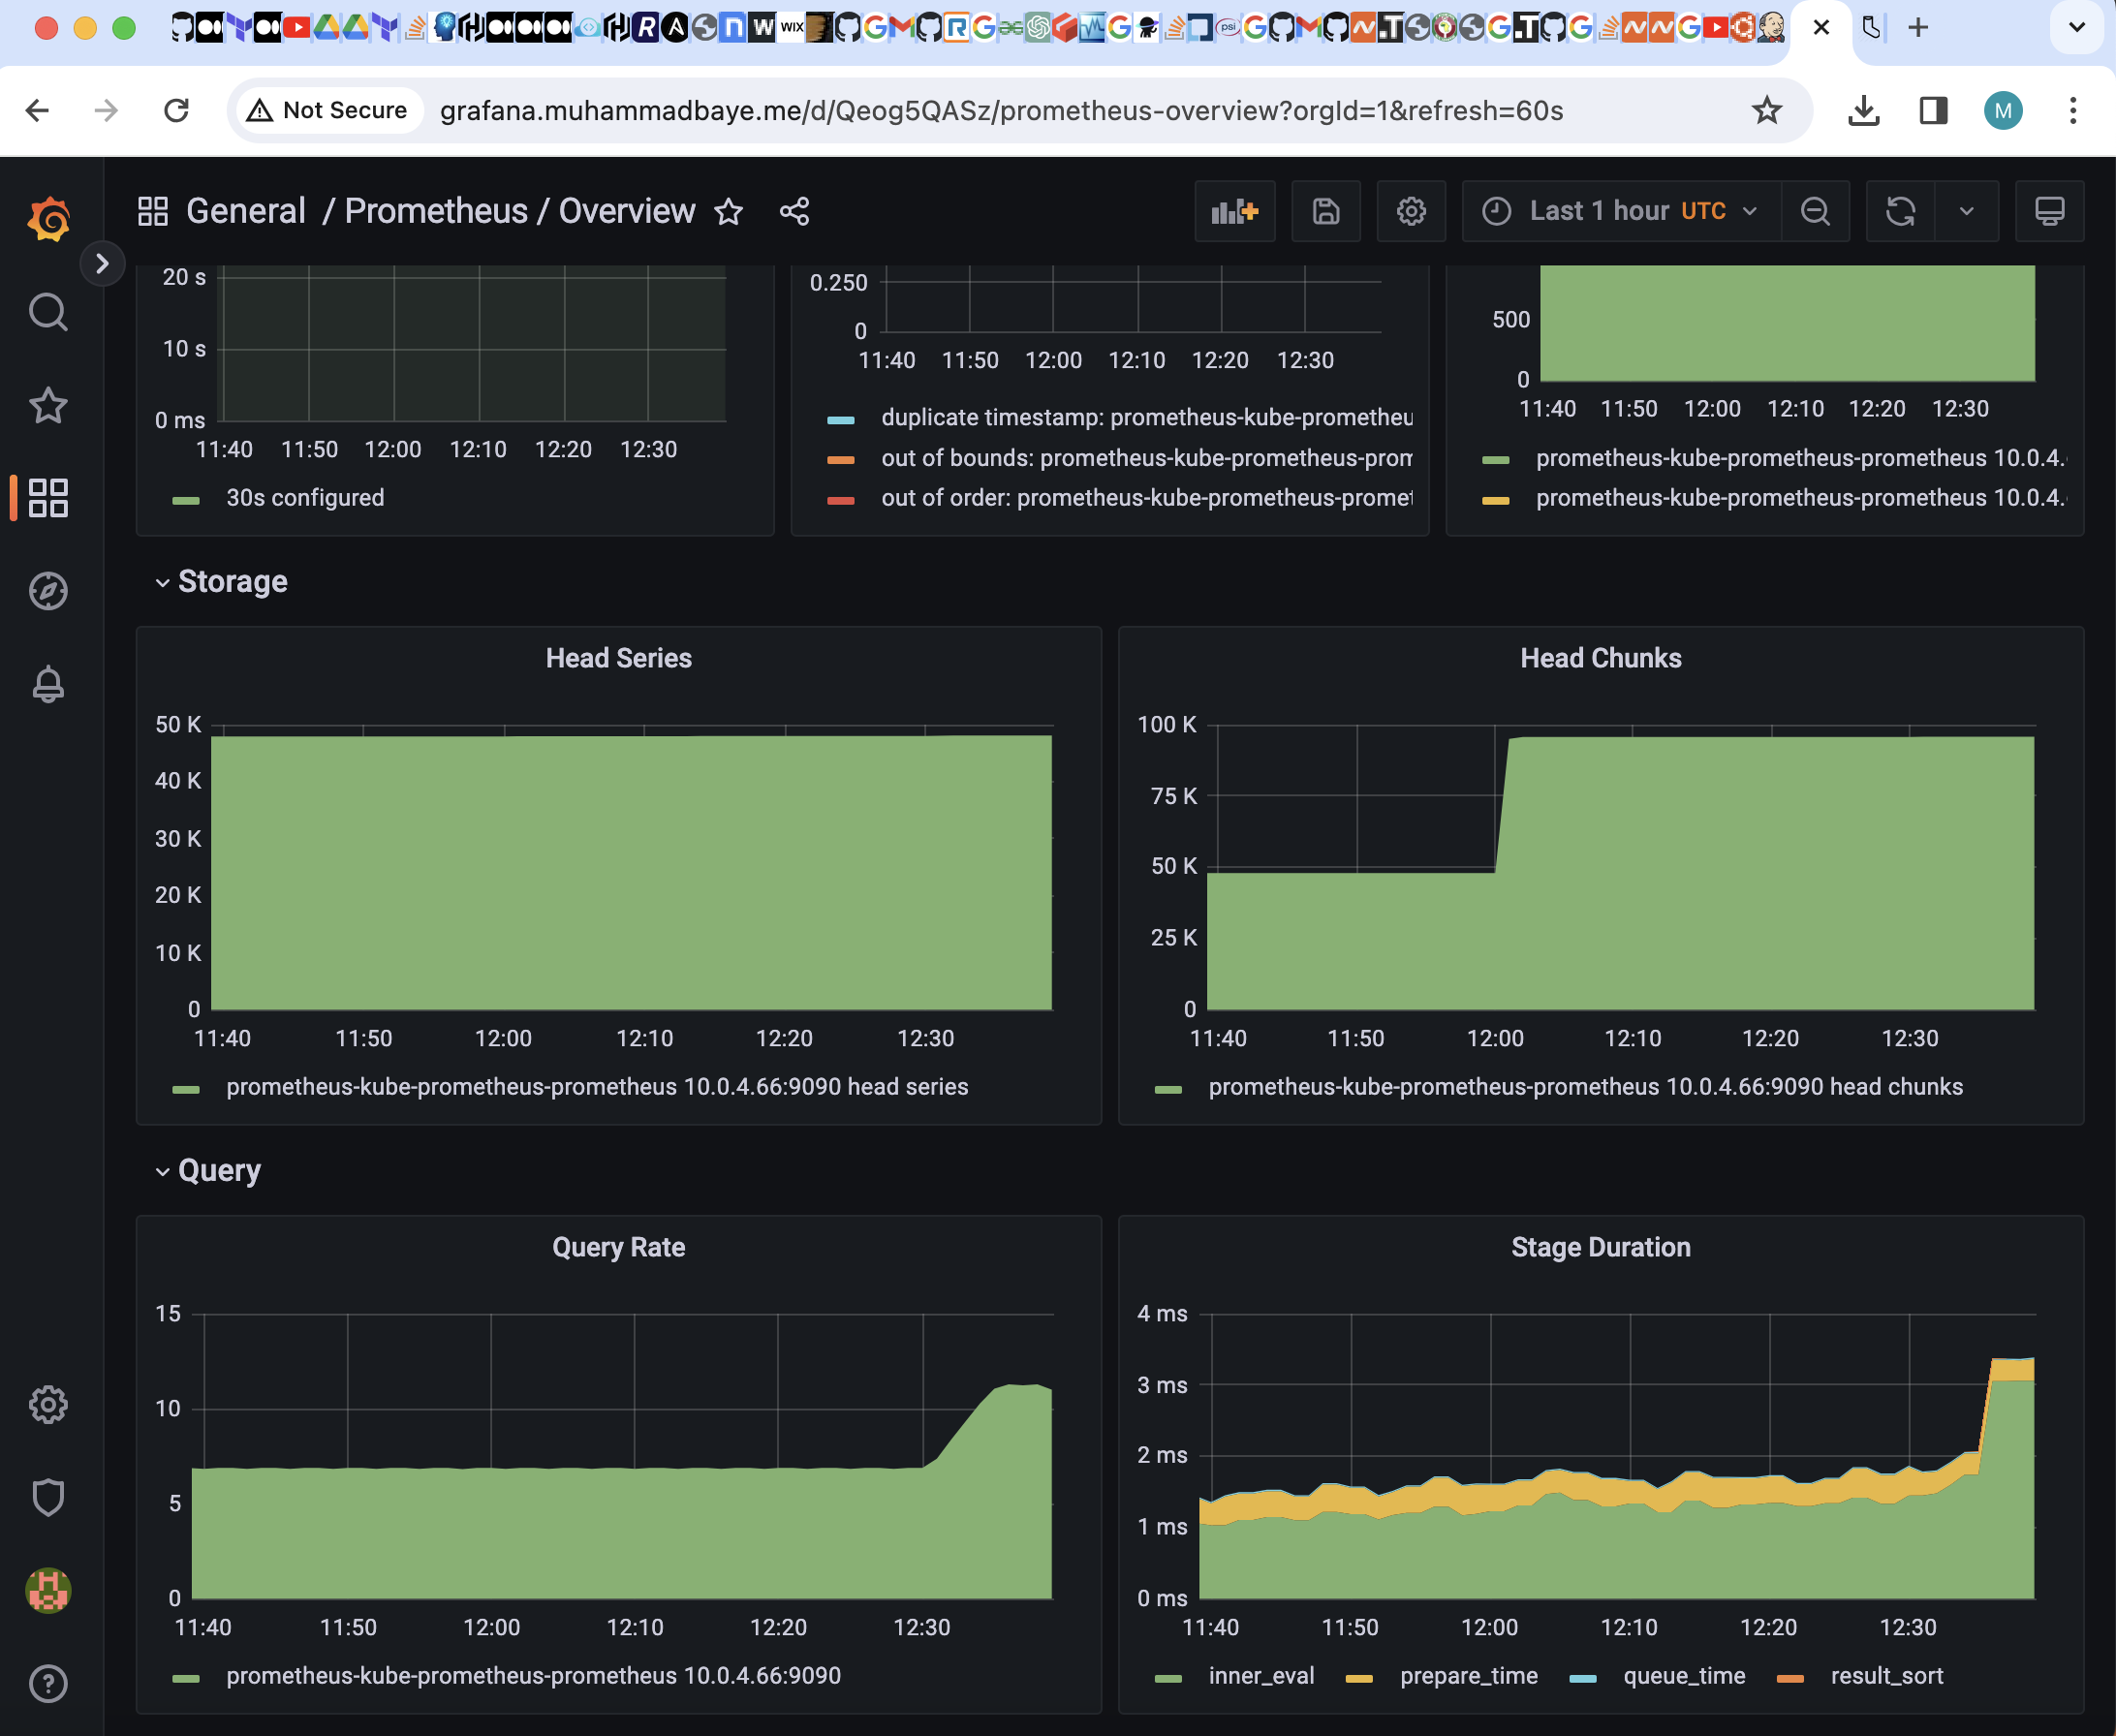 WIX
psi
Not Secure
grafana.muhammadbaye.me/d/Qeog5QASz/prometheus-overview?orgId=1&refresh=60s
M
General / Prometheus / Overview
Last 1 hour UTC
20 s
10 s
0 ms
11:40 11:50 12:00 12:10 12:20 12:30
30s configured
0.250
0
11:40 11:50 12:00 12:10 12:20 12:30
duplicate timestamp: prometheus-kube-prometheu
out of bounds: prometheus-kube-prometheus-prom
out of order: prometheus-kube-prometheus-promet
500
0
11:40 11:50 12:00 12:10 12:20 12:30
prometheus-kube-prometheus-prometheus 10.0.4.
prometheus-kube-prometheus-prometheus 10.0.4.
Storage
Head Series
50 K
40 K
30 K
20 K
10 K
0
11:40 11:50 12:00 12:10 12:20 12:30
prometheus-kube-prometheus-prometheus 10.0.4.66:9090 head series
Head Chunks
100 K
75 K
50 K
25 K
0
11:40 11:50 12:00 12:10 12:20 12:30
prometheus-kube-prometheus-prometheus 10.0.4.66:9090 head chunks
Query
Query Rate
15
10
5
0
11:40 11:50 12:00 12:10 12:20 12:30
prometheus-kube-prometheus-prometheus 10.0.4.66:9090
Stage Duration
4 ms
3 ms
2 ms
1 ms
0 ms
11:40 11:50 12:00 12:10 12:20 12:30
inner_eval prepare_time queue_time result_sort